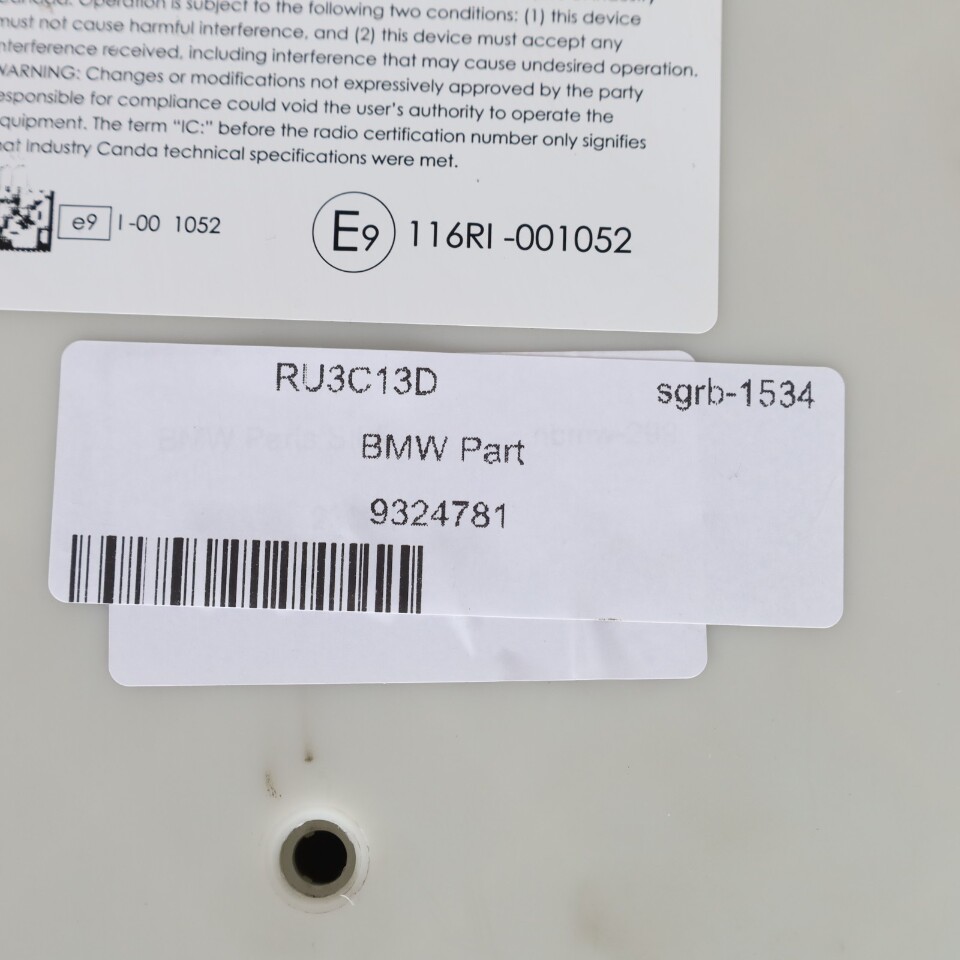 Operation is subject to the following two conditions: (1) this device
must not cause harmful interference, and (2) this device must accept any
nterference received, including interference that may cause undesired operation.
WARNING: Changes or modifications not expressively approved by the party
esponsible for compliance could void the user's authority to operate the
quipment. The term “IC:” before the radio certification number only signifies
hat Industry Canda technical specifications were met.
e9 I-00 1052
E9 116RI-001052
RU3C13D sgrb-1534
BMW Part
9324781